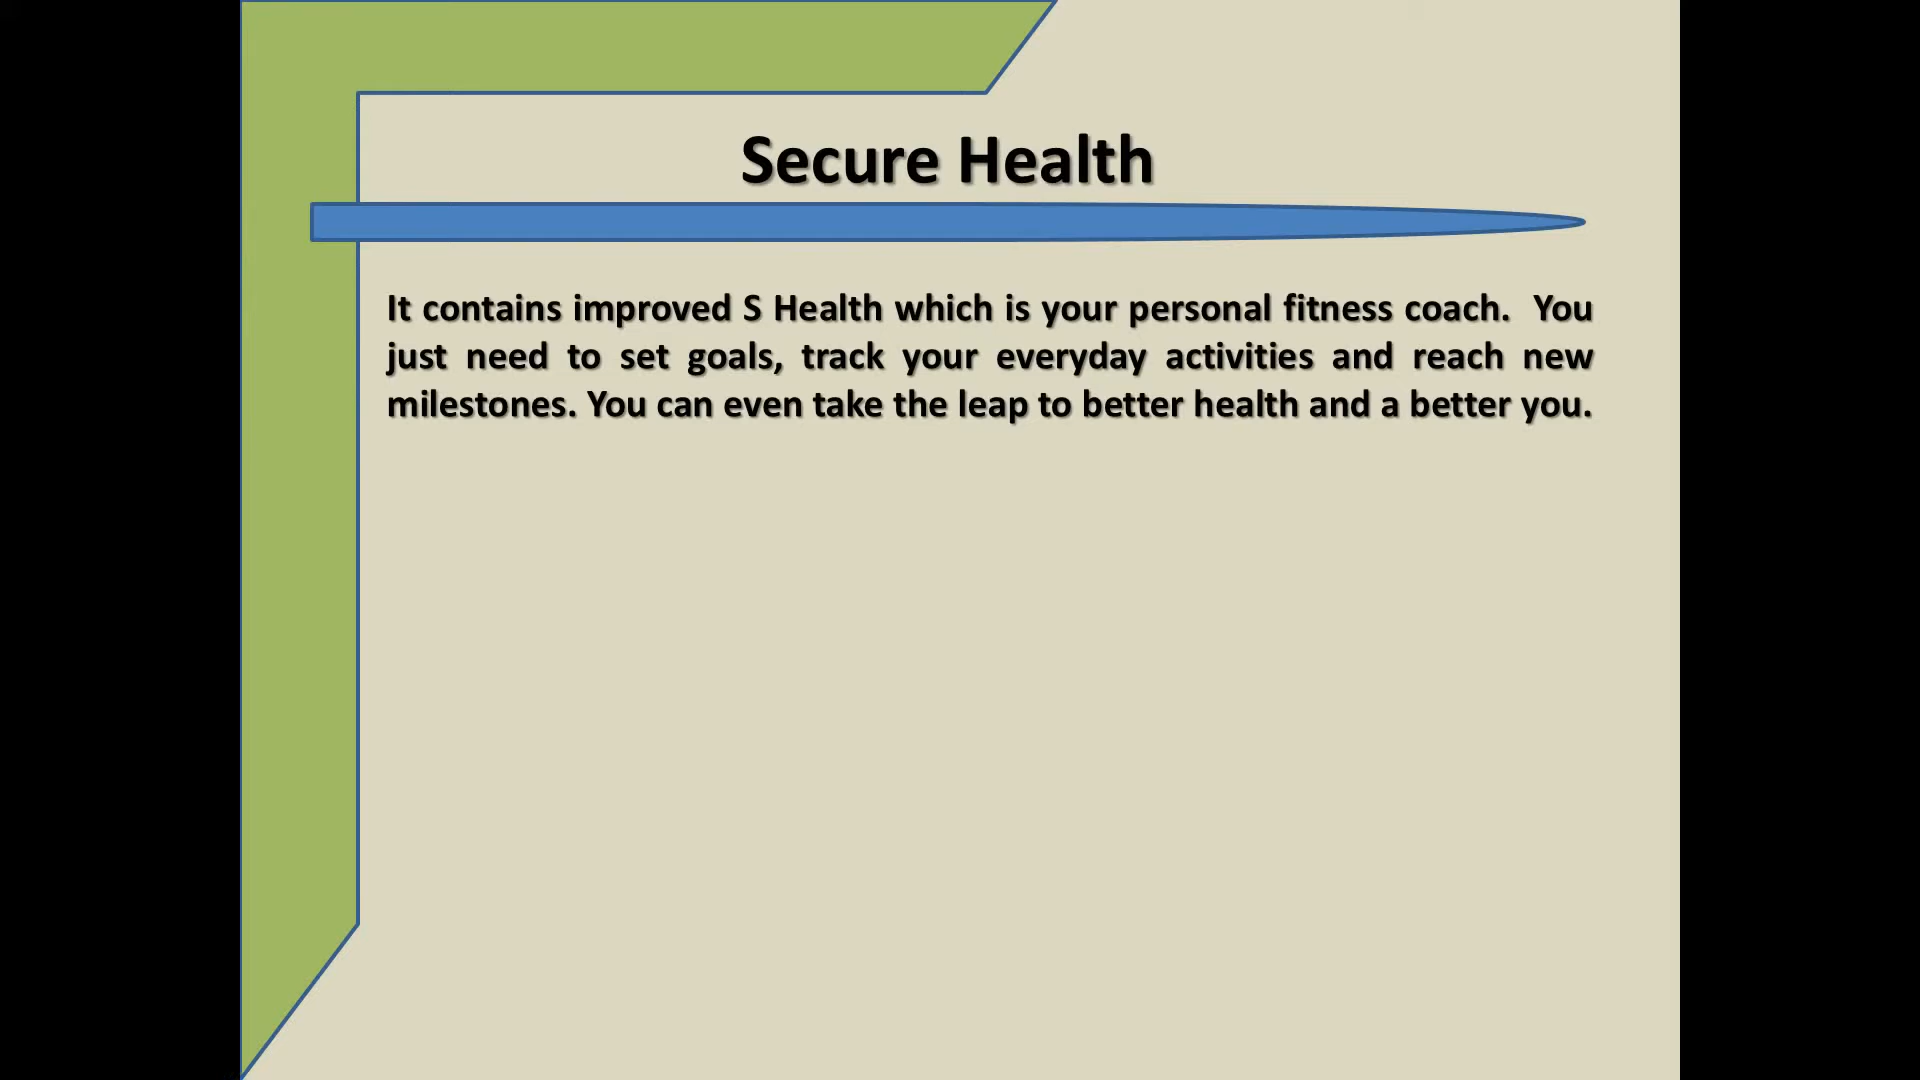 Secure Health
It contains improved S Health which is your personal fitness coach.  You
just need to set goals, track your everyday activities and reach new
milestones. You can even take the leap to better health and a better you.